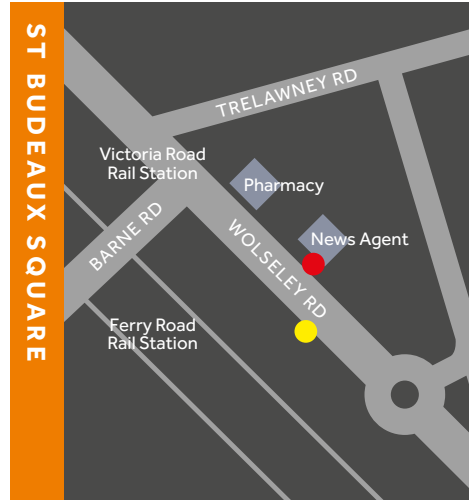 ST BUDEAUX SQUARE
TRELAWNEY RD
Victoria Road
Rail Station
Pharmacy
BARNE RD
WOLSELEY RD
News Agent
Ferry Road
Rail Station